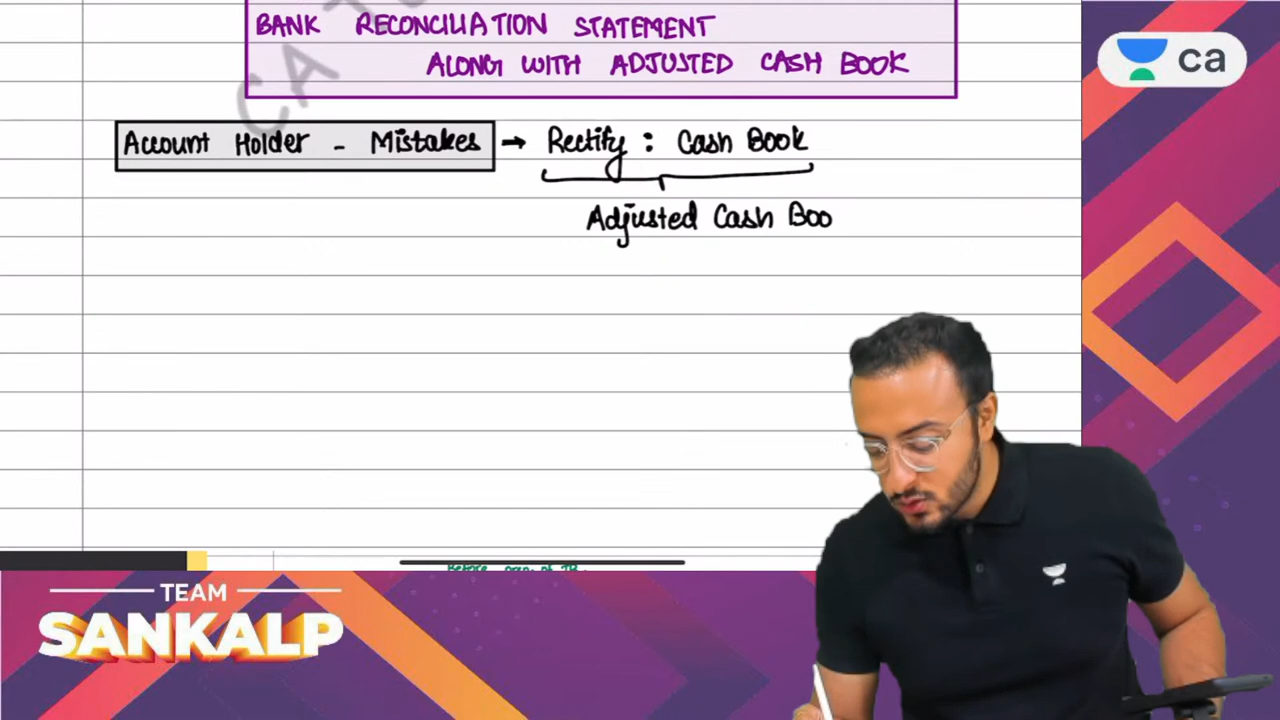 BANK RECONCILIATION STATEMENT
ALONG WITH ADJUSTED CASH BOOK
CA
Account Holder - Mistakes → Rectify : Cash Book
Adjusted Cash Boo
ca
TEAM
SANKALP